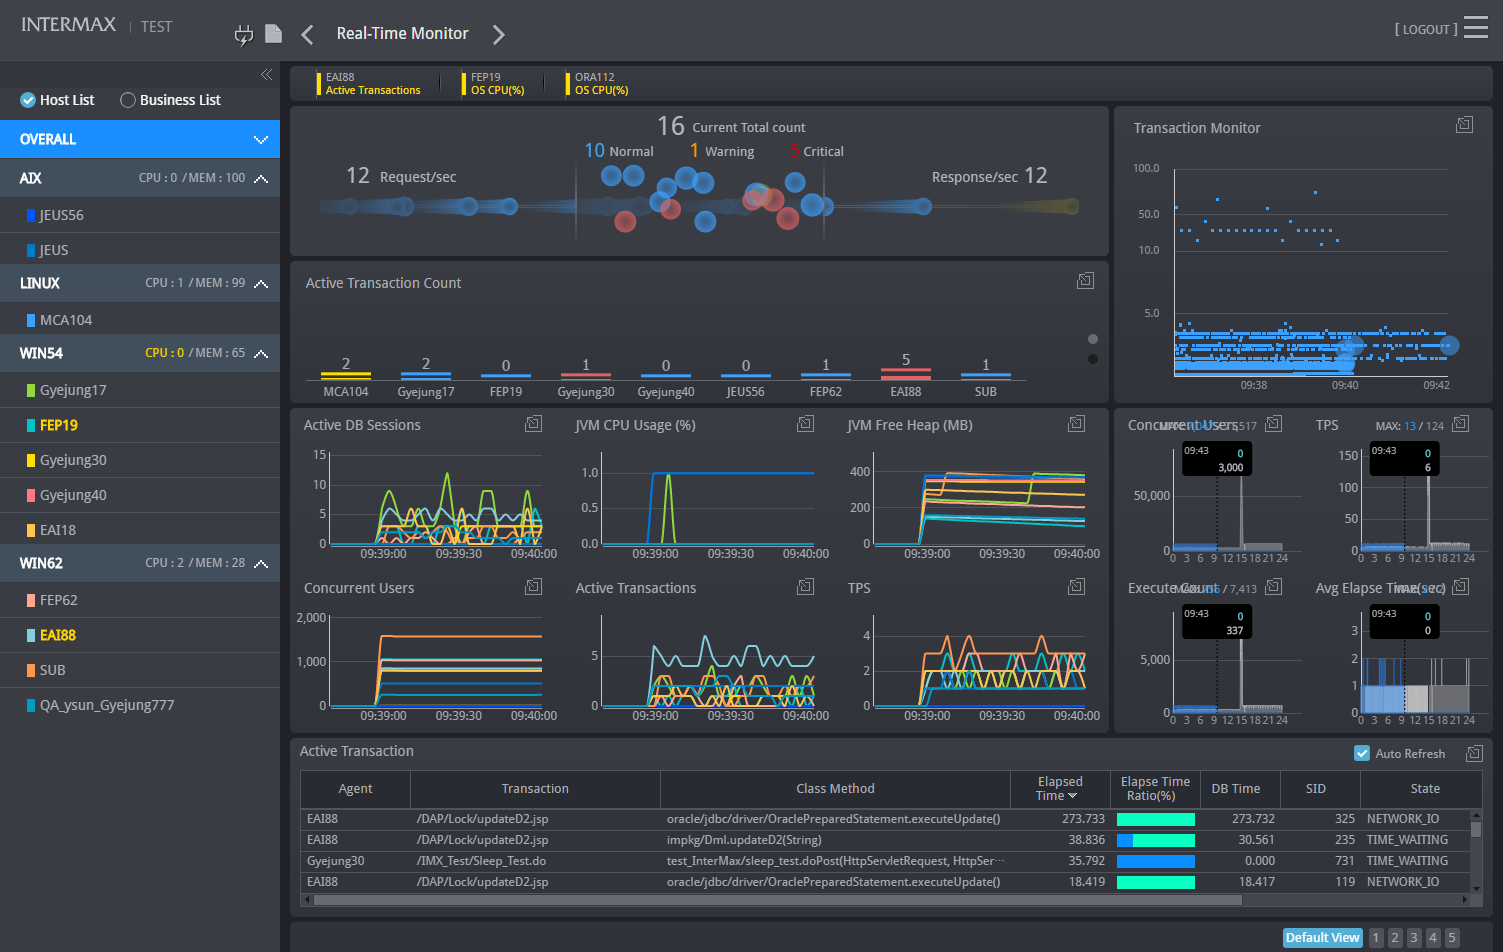 INTERMAX | TEST
Real-Time Monitor
[ LOGOUT ]
Host List
Business List
OVERALL
AIX CPU : 0 / MEM : 100
JEUS56
JEUS
LINUX CPU : 1 / MEM : 99
MCA104
WIN54 CPU : 0 / MEM : 65
Gyejung17
FEP19
Gyejung30
Gyejung40
EAI18
WIN62 CPU : 2 / MEM : 28
FEP62
EAI88
SUB
QA_ysun_Gyejung777
EAI88
Active Transactions
FEP19
OS CPU(%)
ORA112
OS CPU(%)
16 Current Total count
10 Normal 1 Warning 5 Critical
12 Request/sec
Response/sec 12
Transaction Monitor
100.0
50.0
10.0
5.0
09:38 09:40 09:42
Active Transaction Count
2 2 0 1 0 0 1 5 1
MCA104 Gyejung17 FEP19 Gyejung30 Gyejung40 JEUS56 FEP62 EAI88 SUB
Active DB Sessions
15
10
5
0
09:39:00 09:39:30 09:40:00
JVM CPU Usage (%)
1.0
0.5
0.0
09:39:00 09:39:30 09:40:00
JVM Free Heap (MB)
400
200
0
09:39:00 09:39:30 09:40:00
Concurrent Users
2,000
1,000
0
09:39:00 09:39:30 09:40:00
Active Transactions
5
0
09:39:00 09:39:30 09:40:00
TPS
4
2
0
09:39:00 09:39:30 09:40:00
Concurrent Users
09:43 0
3,000
50,000
0
0 3 6 9 12 15 18 21 24
TPS MAX: 13 / 124
09:43 0
6
150
100
50
0
0 3 6 9 12 15 18 21 24
Execute Count / 7,413
09:43 0
337
5,000
0
0 3 6 9 12 15 18 21 24
Avg Elapse Time(sec)
09:43 0
0
3
2
1
0
0 3 6 9 12 15 18 21 24
Active Transaction
Auto Refresh
Agent Transaction Class Method Elapsed Time Elapse Time Ratio(%) DB Time SID State
EAI88 /DAP/Lock/updateD2.jsp oracle/jdbc/driver/OraclePreparedStatement.executeUpdate() 273.733 273.732 325 NETWORK_IO
EAI88 /DAP/Lock/updateD2.jsp impkg/Dml.updateD2(String) 38.836 30.561 235 TIME_WAITING
Gyejung30 /IMX_Test/Sleep_Test.do test_InterMax/sleep_test.doPost(HttpServletRequest, HttpSer··· 35.792 0.000 731 TIME_WAITING
EAI88 /DAP/Lock/updateD2.jsp oracle/jdbc/driver/OraclePreparedStatement.executeUpdate() 18.419 18.417 119 NETWORK_IO
Default View 1 2 3 4 5